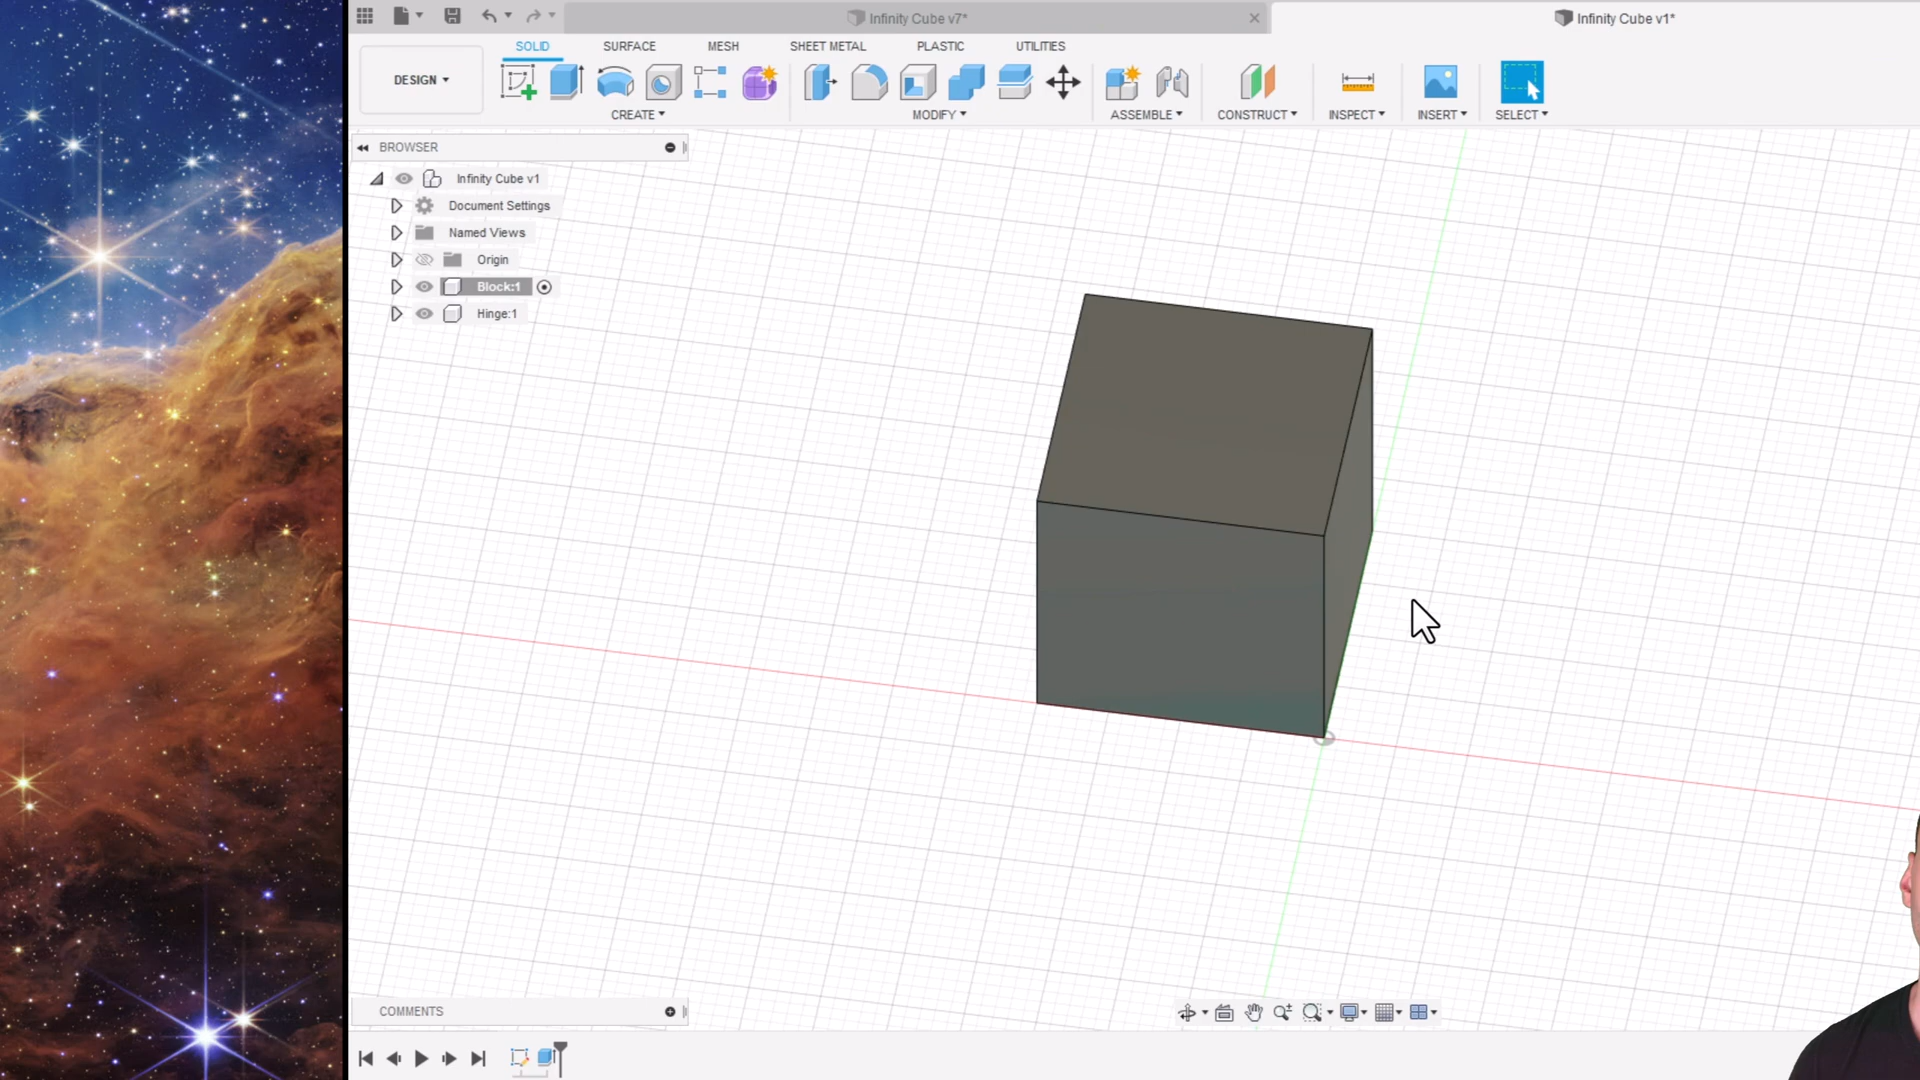 Infinity Cube v7*
Infinity Cube v1*
SOLID
SURFACE
MESH
SHEET METAL
PLASTIC
UTILITIES
DESIGN
CREATE
MODIFY
ASSEMBLE
CONSTRUCT
INSPECT
INSERT
SELECT
BROWSER
Infinity Cube v1
Document Settings
Named Views
Origin
Block:1
Hinge:1
COMMENTS